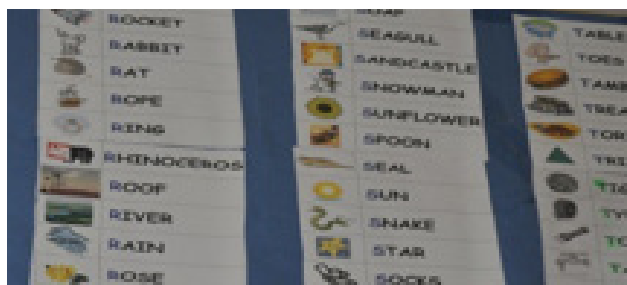 ROCKET
RABBIT
RAT
ROPE
RING
RHINOCEROS
ROOF
RIVER
RAIN
ROSE
SOAP
SEAGULL
SANDCASTLE
SNOWMAN
SUNFLOWER
SPOON
SEAL
SUN
SNAKE
STAR
SOCKS
TABLE
TOES